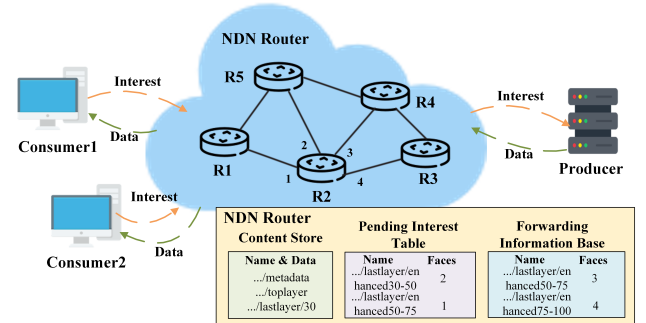 NDN Router
R5
R4
R1
R2
R3
1
2
3
4
Interest
Data
Consumer1
Interest
Data
Consumer2
Interest
Data
Producer
NDN Router
Content Store
Name & Data
.../metadata
.../toplayer
.../lastlayer/30
Pending Interest
Table
Name Faces
.../lastlayer/en
hanced30-50
2
.../lastlayer/en
hanced50-75
1
Forwarding
Information Base
Name Faces
.../lastlayer/en
hanced50-75
3
.../lastlayer/en
hanced75-100
4